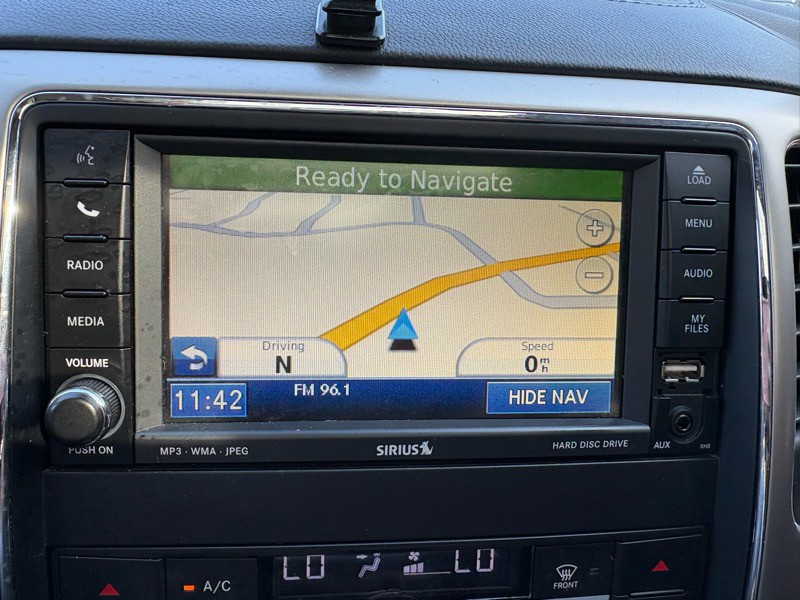 Ready to Navigate
LOAD
MENU
RADIO
AUDIO
MEDIA
MY
FILES
VOLUME
Driving
N
Speed
0 m/h
11:42
FM 96.1
HIDE NAV
PUSH ON
MP3 · WMA · JPEG
SIRIUS
HARD DISC DRIVE
AUX
RHB
A/C
LO
LO
FRONT